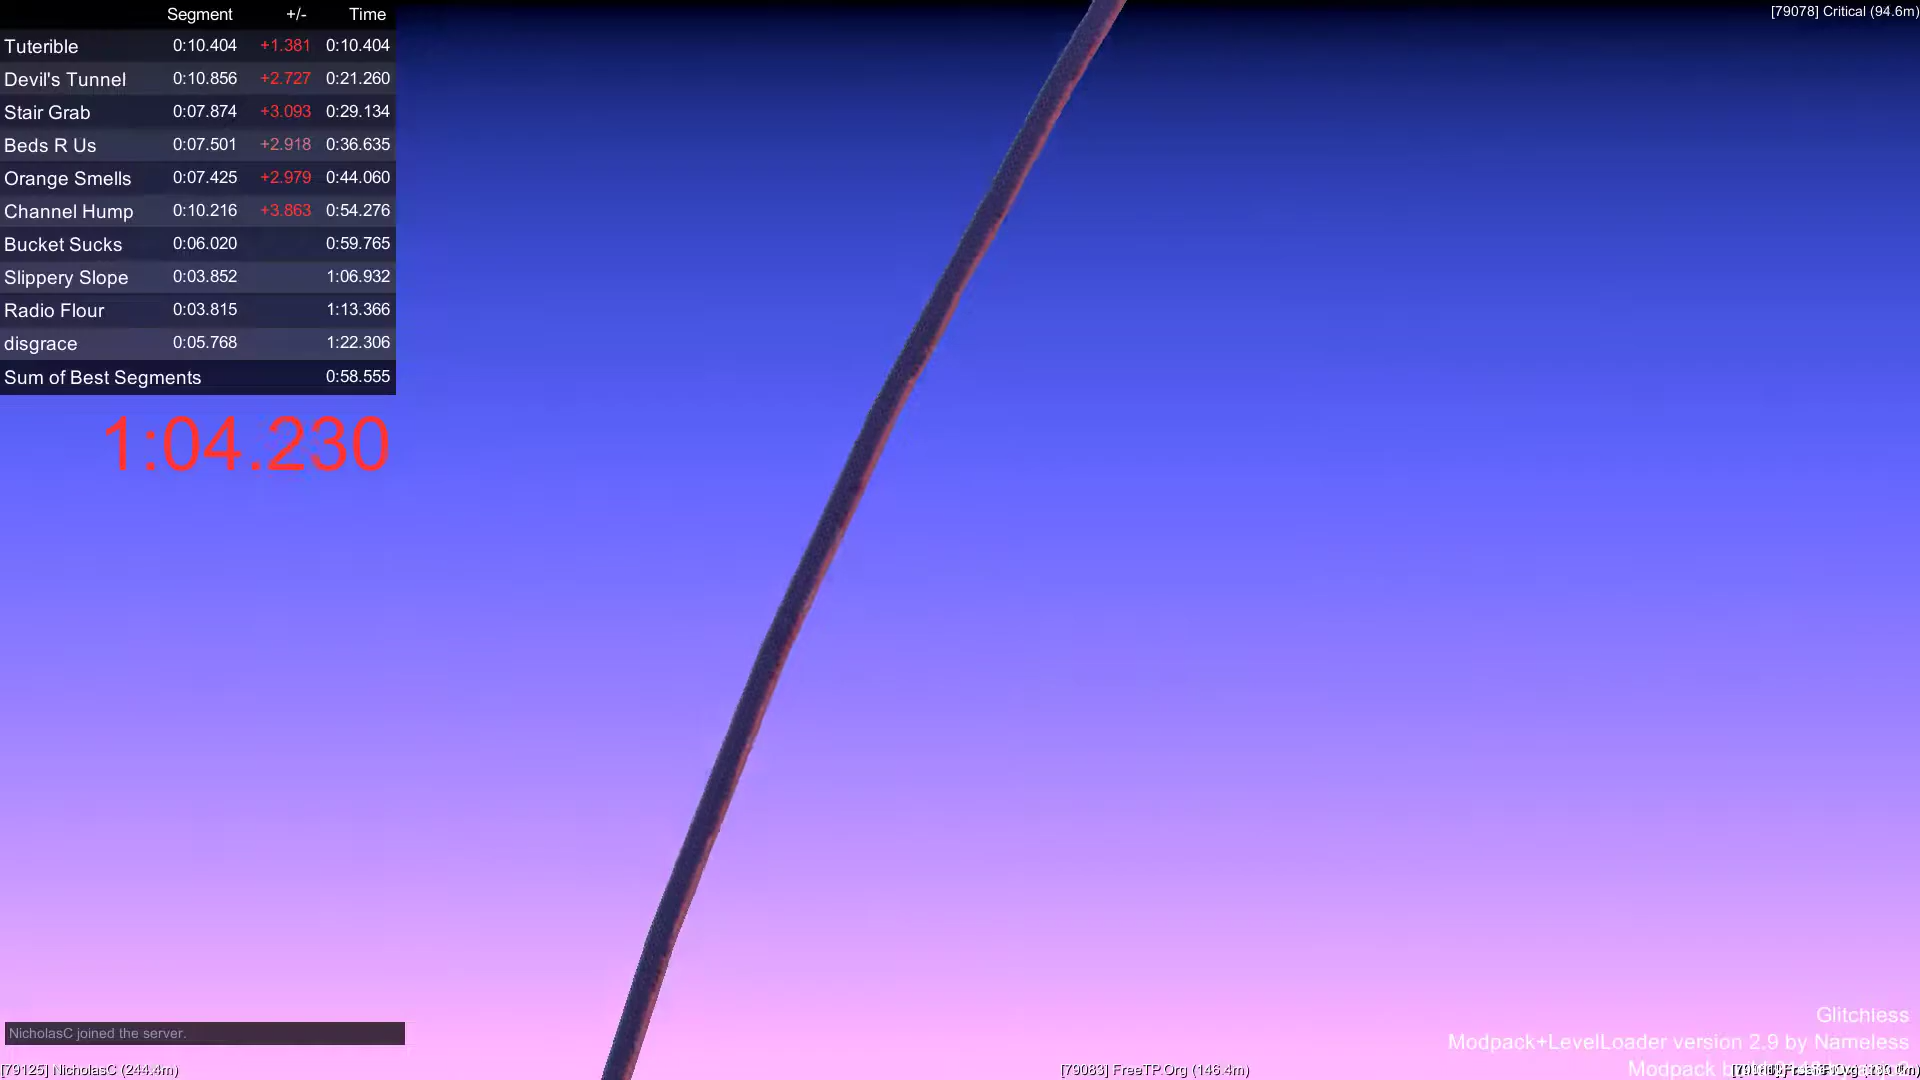 Segment +/- Time
[79078] Critical (94.6m)
Tuterible 0:10.404 +1.381 0:10.404
Devil's Tunnel 0:10.856 +2.727 0:21.260
Stair Grab 0:07.874 +3.093 0:29.134
Beds R Us 0:07.501 +2.918 0:36.635
Orange Smells 0:07.425 +2.979 0:44.060
Channel Hump 0:10.216 +3.863 0:54.276
Bucket Sucks 0:06.020 0:59.765
Slippery Slope 0:03.852 1:06.932
Radio Flour 0:03.815 1:13.366
disgrace 0:05.768 1:22.306
Sum of Best Segments 0:58.555
1:04.230
Glitchless
NicholasC joined the server.
Modpack+LevelLoader version 2.9 by Nameless
[79125] NicholasC (244.4m)
[79083] FreeTP.Org (146.4m)
Modpack